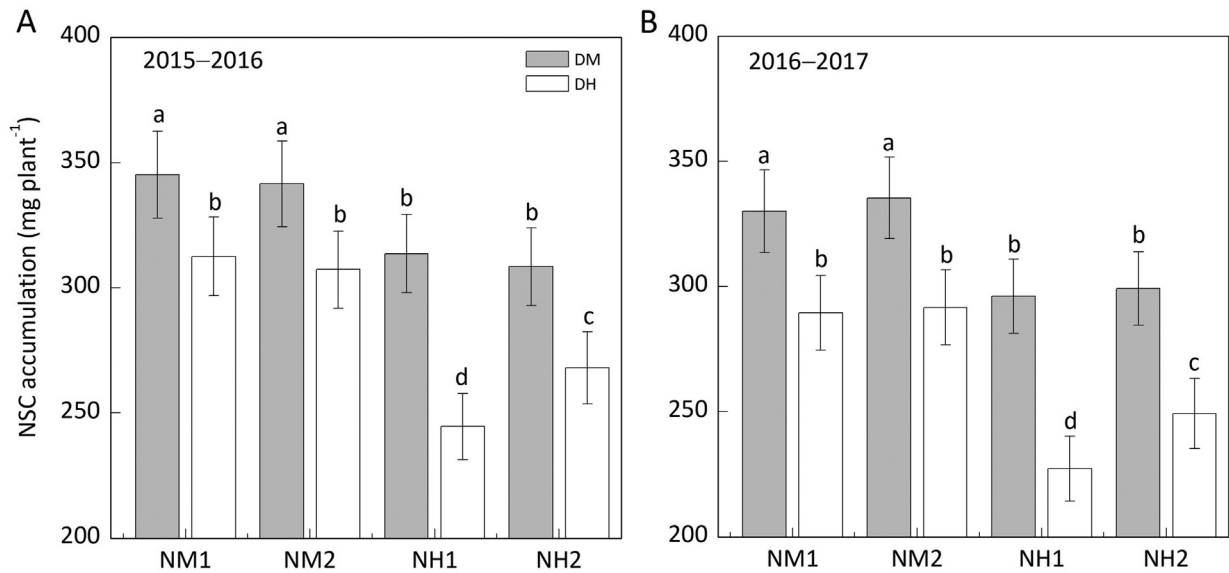 A
B
NSC accumulation (mg plant⁻¹)
400
350
300
250
200
2015–2016
DM
DH
a
b
a
b
b
d
b
c
NM1
NM2
NH1
NH2
400
350
300
250
200
2016–2017
a
b
a
b
b
d
b
c
NM1
NM2
NH1
NH2